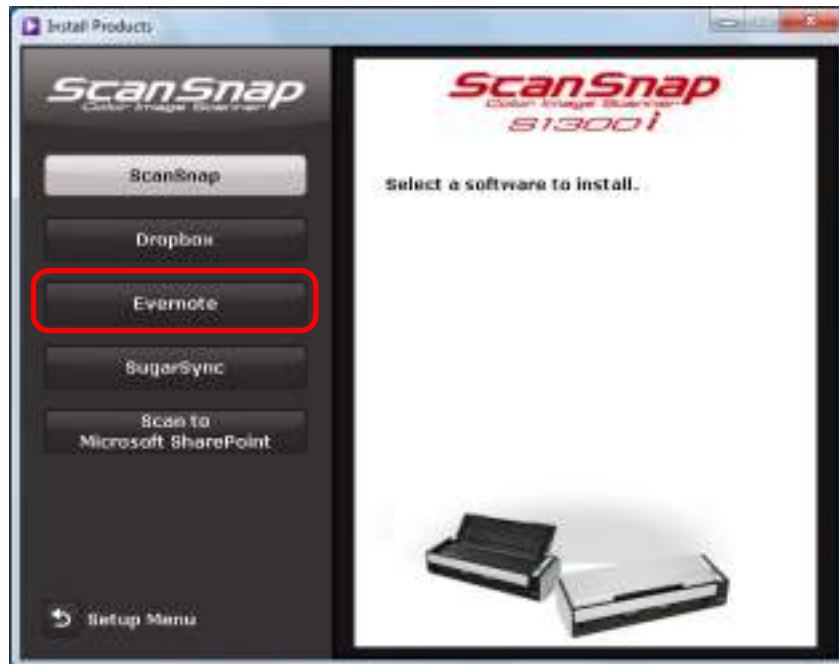 Install Products
ScanSnap
Color Image Scanner
ScanSnap
Color Image Scanner
S1300i
ScanSnap
Select a software to install.
Dropbox
Evernote
SugarSync
Scan to
Microsoft SharePoint
Setup Menu